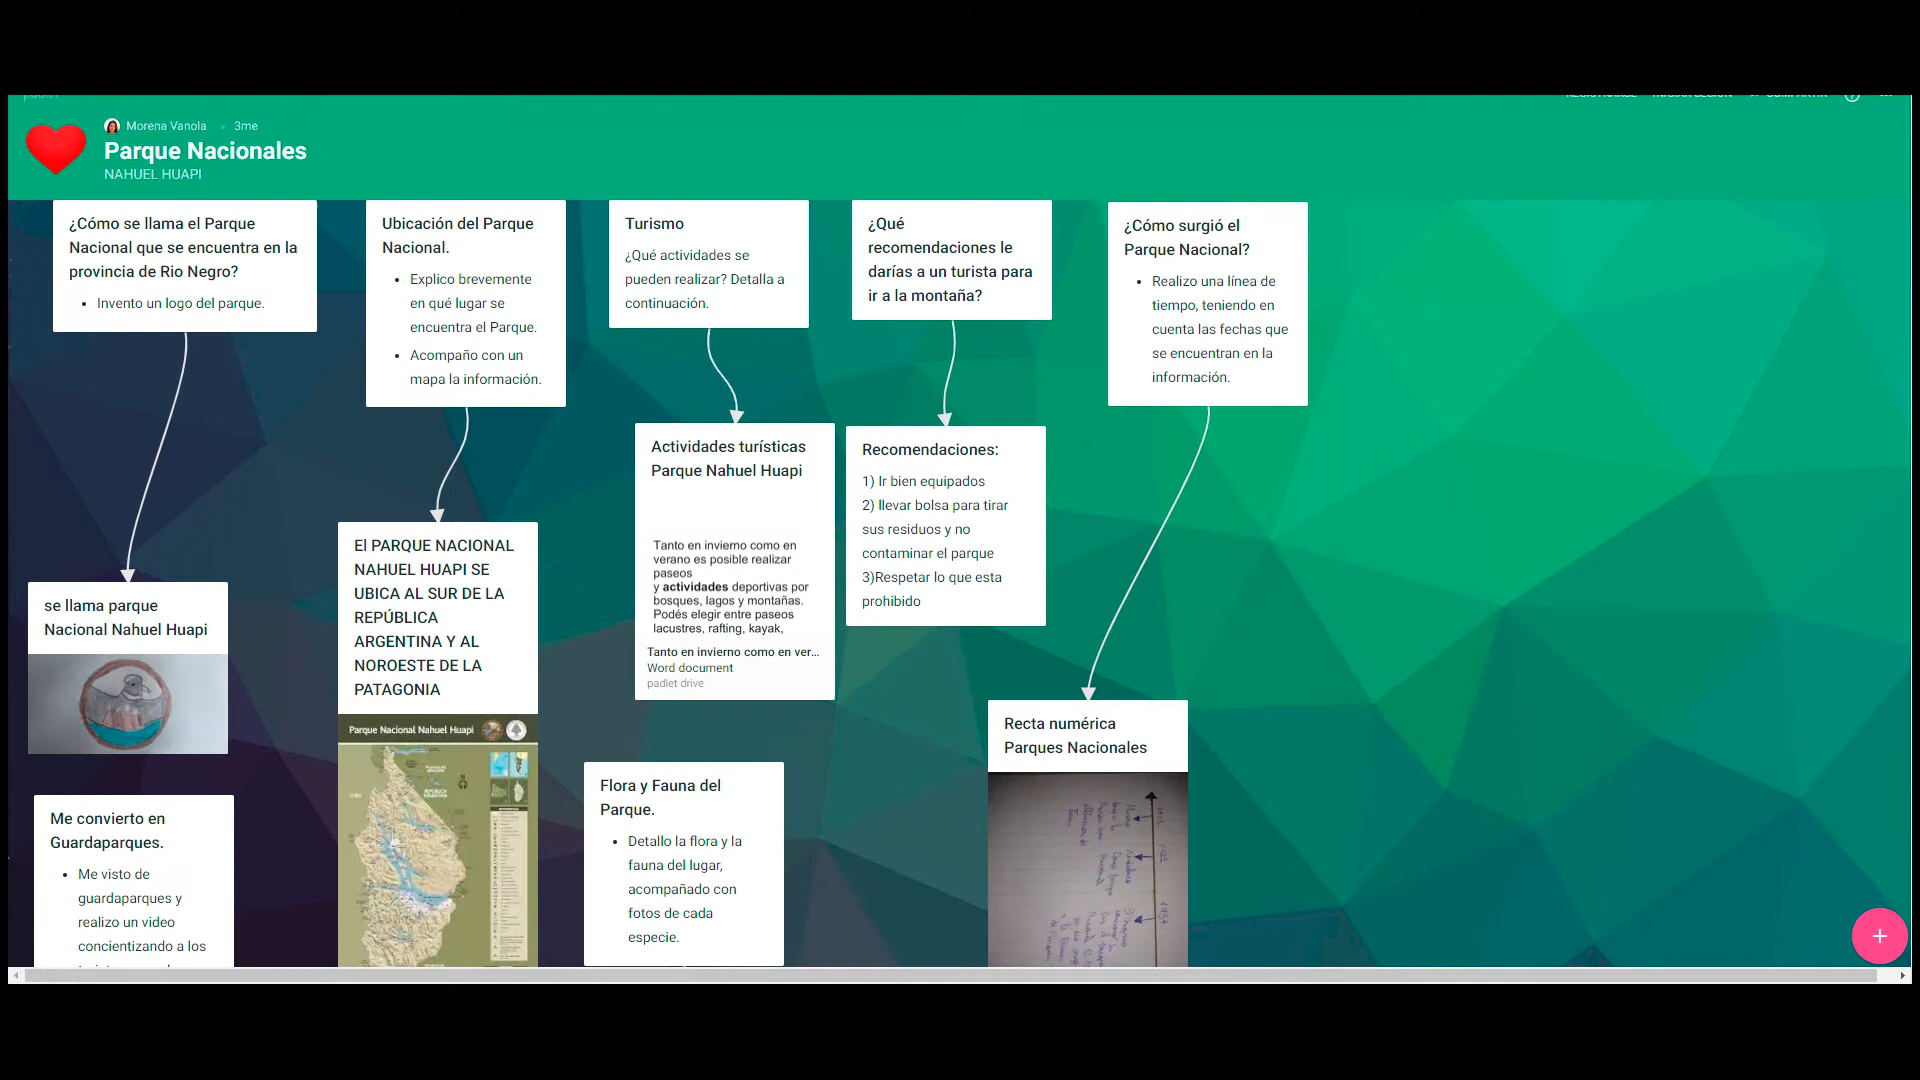 Morena Vanola • 3me
Parque Nacionales
NAHUEL HUAPI
¿Cómo se llama el Parque
Nacional que se encuentra en la
provincia de Rio Negro?
• Invento un logo del parque.
se llama parque
Nacional Nahuel Huapi
Me convierto en
Guardaparques.
• Me visto de
guardaparques y
realizo un video
concientizando a los
Ubicación del Parque
Nacional.
• Explico brevemente
en qué lugar se
encuentra el Parque.
• Acompaño con un
mapa la información.
El PARQUE NACIONAL
NAHUEL HUAPI SE
UBICA AL SUR DE LA
REPÚBLICA
ARGENTINA Y AL
NOROESTE DE LA
PATAGONIA
Parque Nacional Nahuel Huapi
Turismo
¿Qué actividades se
pueden realizar? Detalla a
continuación.
Actividades turísticas
Parque Nahuel Huapi
Tanto en invierno como en
verano es posible realizar
paseos
y actividades deportivas por
bosques, lagos y montañas.
Podés elegir entre paseos
lacustres, rafting, kayak,
Tanto en invierno como en ver...
Word document
padlet drive
Flora y Fauna del
Parque.
• Detallo la flora y la
fauna del lugar,
acompañado con
fotos de cada
especie.
¿Qué
recomendaciones le
darías a un turista para
ir a la montaña?
Recomendaciones:
1) Ir bien equipados
2) llevar bolsa para tirar
sus residuos y no
contaminar el parque
3)Respetar lo que esta
prohibido
¿Cómo surgió el
Parque Nacional?
• Realizo una línea de
tiempo, teniendo en
cuenta las fechas que
se encuentran en la
información.
Recta numérica
Parques Nacionales